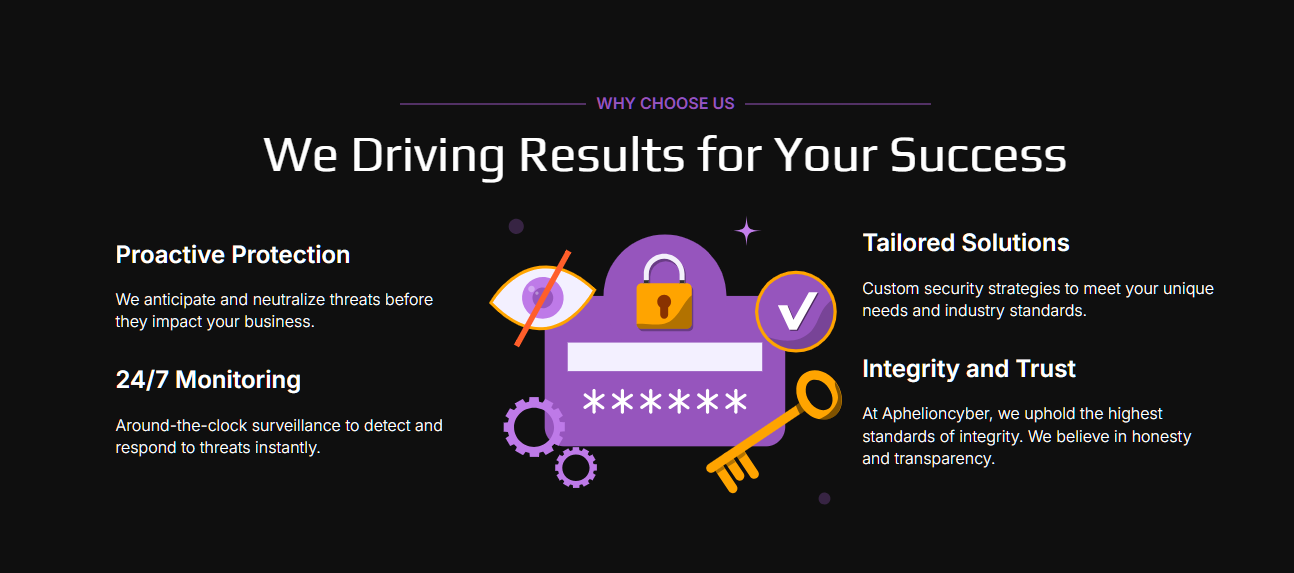 WHY CHOOSE US
We Driving Results for Your Success
Proactive Protection
We anticipate and neutralize threats before
they impact your business.
24/7 Monitoring
Around-the-clock surveillance to detect and
respond to threats instantly.
******
Tailored Solutions
Custom security strategies to meet your unique
needs and industry standards.
Integrity and Trust
At Aphelioncyber, we uphold the highest
standards of integrity. We believe in honesty
and transparency.